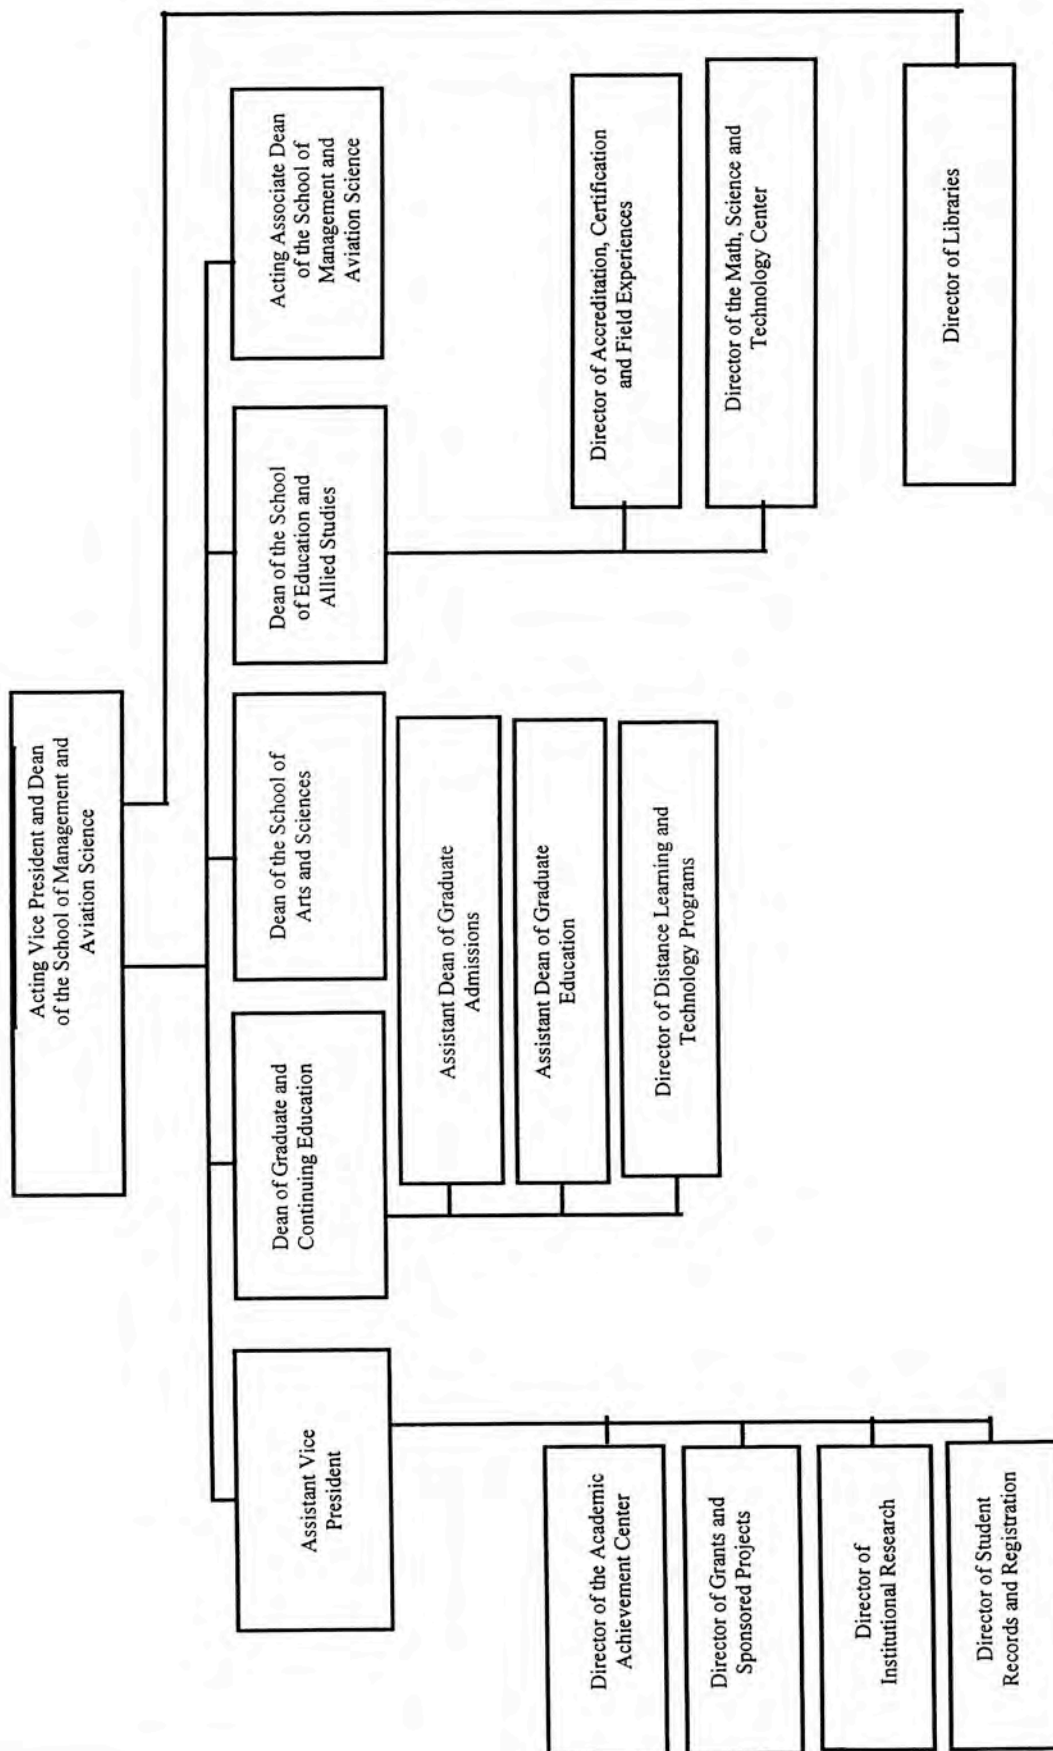 Acting Vice President and Dean
of the School of Management and
Aviation Science
Assistant Vice
President
Dean of Graduate and
Continuing Education
Dean of the School of
Arts and Sciences
Dean of the School
of Education and
Allied Studies
Acting Associate Dean
of the School of
Management and
Aviation Science
Director of the Academic
Achievement Center
Director of Grants and
Sponsored Projects
Director of
Institutional Research
Director of Student
Records and Registration
Assistant Dean of Graduate
Admissions
Assistant Dean of Graduate
Education
Director of Distance Learning and
Technology Programs
Director of Accreditation, Certification
and Field Experiences
Director of the Math, Science and
Technology Center
Director of Libraries